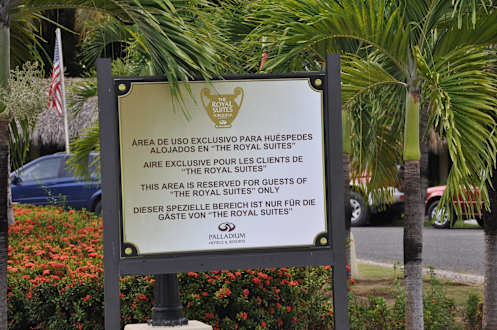 THE
ROYAL
SUITES
ÁREA DE USO EXCLUSIVO PARA HUÉSPEDES
ALOJADOS EN "THE ROYAL SUITES"
AIRE EXCLUSIVE POUR LES CLIENTS DE
"THE ROYAL SUITES"
THIS AREA IS RESERVED FOR GUESTS OF
"THE ROYAL SUITES" ONLY
DIESER SPEZIELLE BEREICH IST NUR FÜR DIE
GÄSTE VON "THE ROYAL SUITES"
PALLADIUM
HOTELS & RESORTS